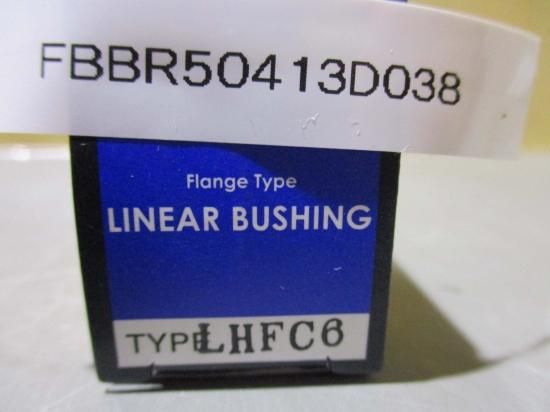 FBBR50413D038
Flange Type
LINEAR BUSHING
TYPE LHFC6